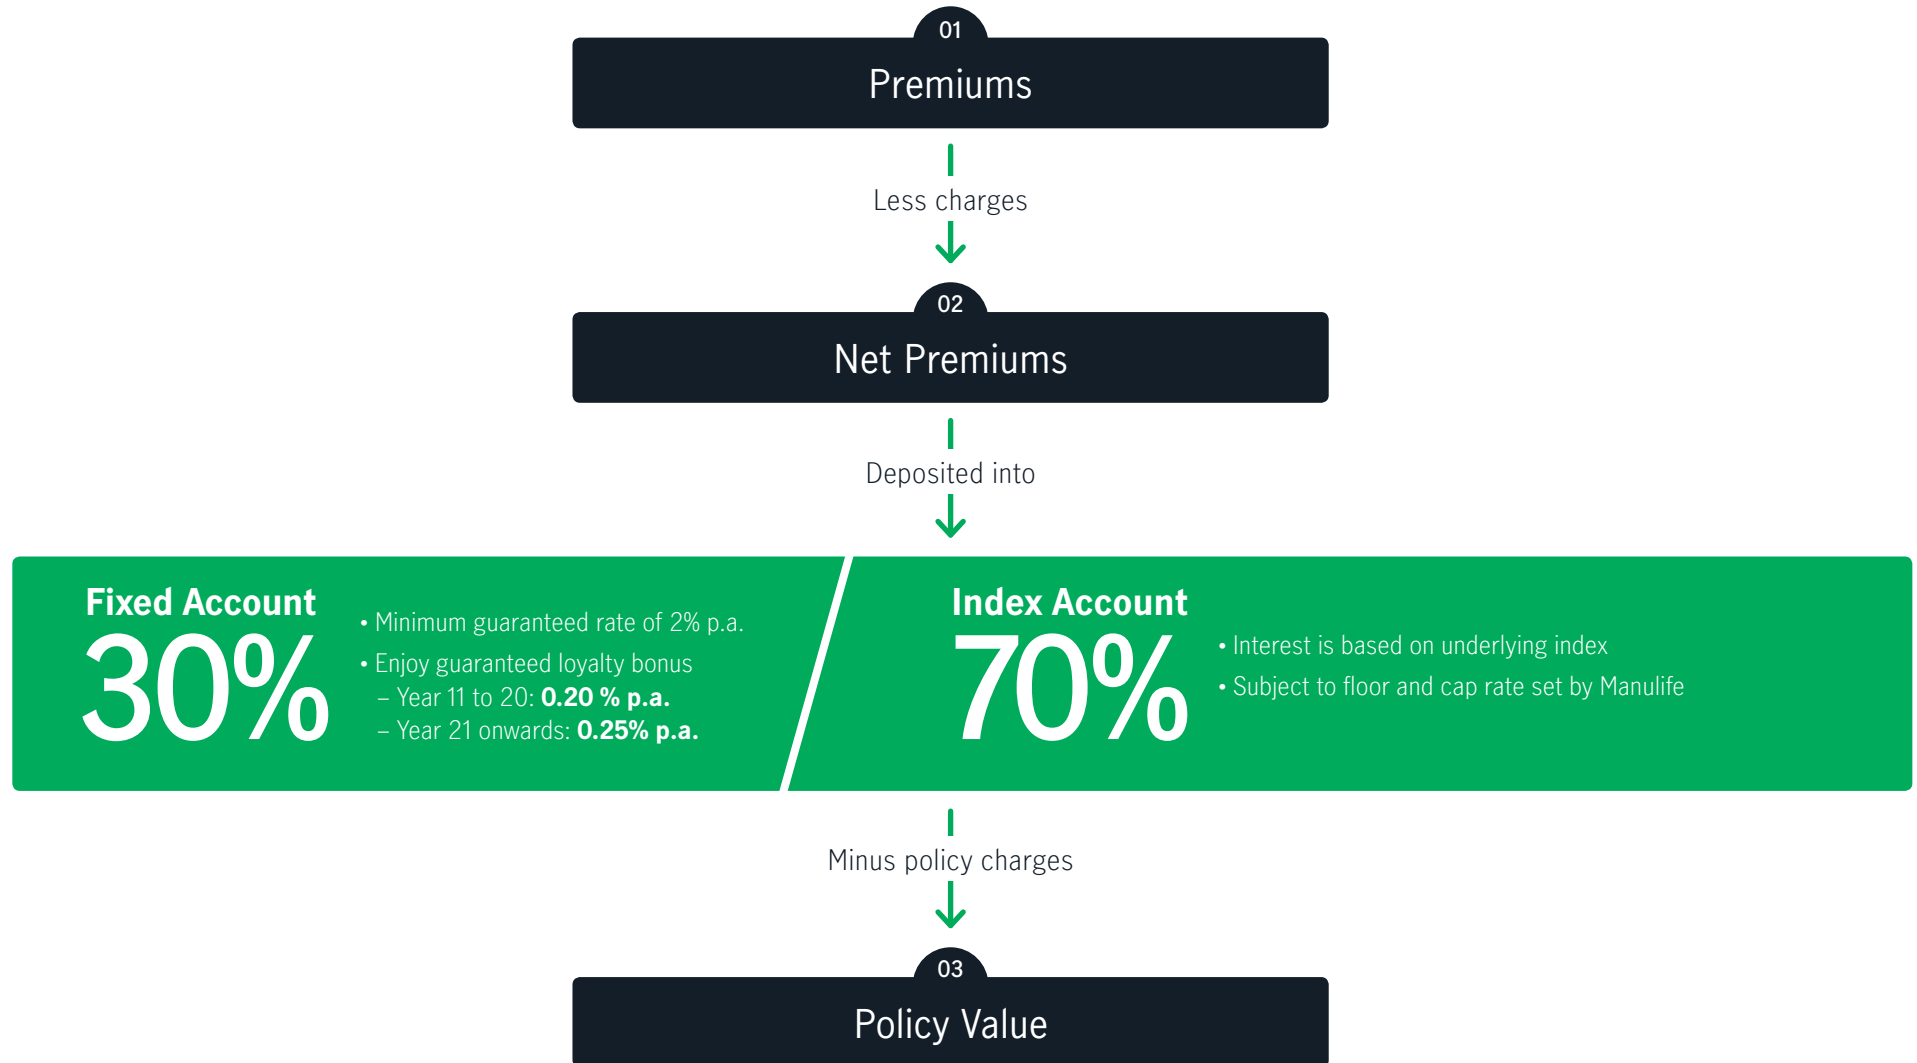 01
Premiums
Less charges
02
Net Premiums
Deposited into
Fixed Account
30%
• Minimum guaranteed rate of 2% p.a.
• Enjoy guaranteed loyalty bonus
– Year 11 to 20: 0.20 % p.a.
– Year 21 onwards: 0.25% p.a.
Index Account
70%
• Interest is based on underlying index
• Subject to floor and cap rate set by Manulife
Minus policy charges
03
Policy Value